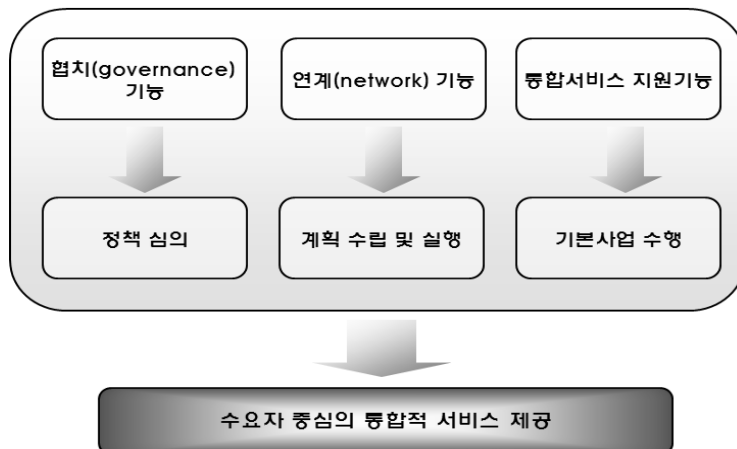 협치(governance)
기능
연계(network) 기능
통합서비스 지원기능
정책 심의
계획 수립 및 실행
기본사업 수행
수요자 중심의 통합적 서비스 제공